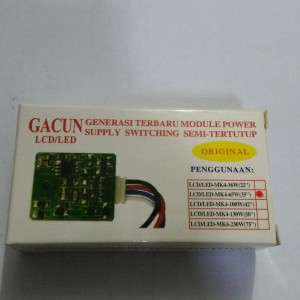 GACUN
LCD/LED
GENERASI TERBARU MODULE POWER
SUPPLY SWITCHING SEMI-TERTUTUP
ORIGINAL
PENGGUNAAN:
LCD/LED-MK4-36W(22")
LCD/LED-MK4-65W(35")
LCD/LED-MK4-100W(42")
LCD/LED-MK4-130W(50")
LCD/LED-MK4-230W(75")